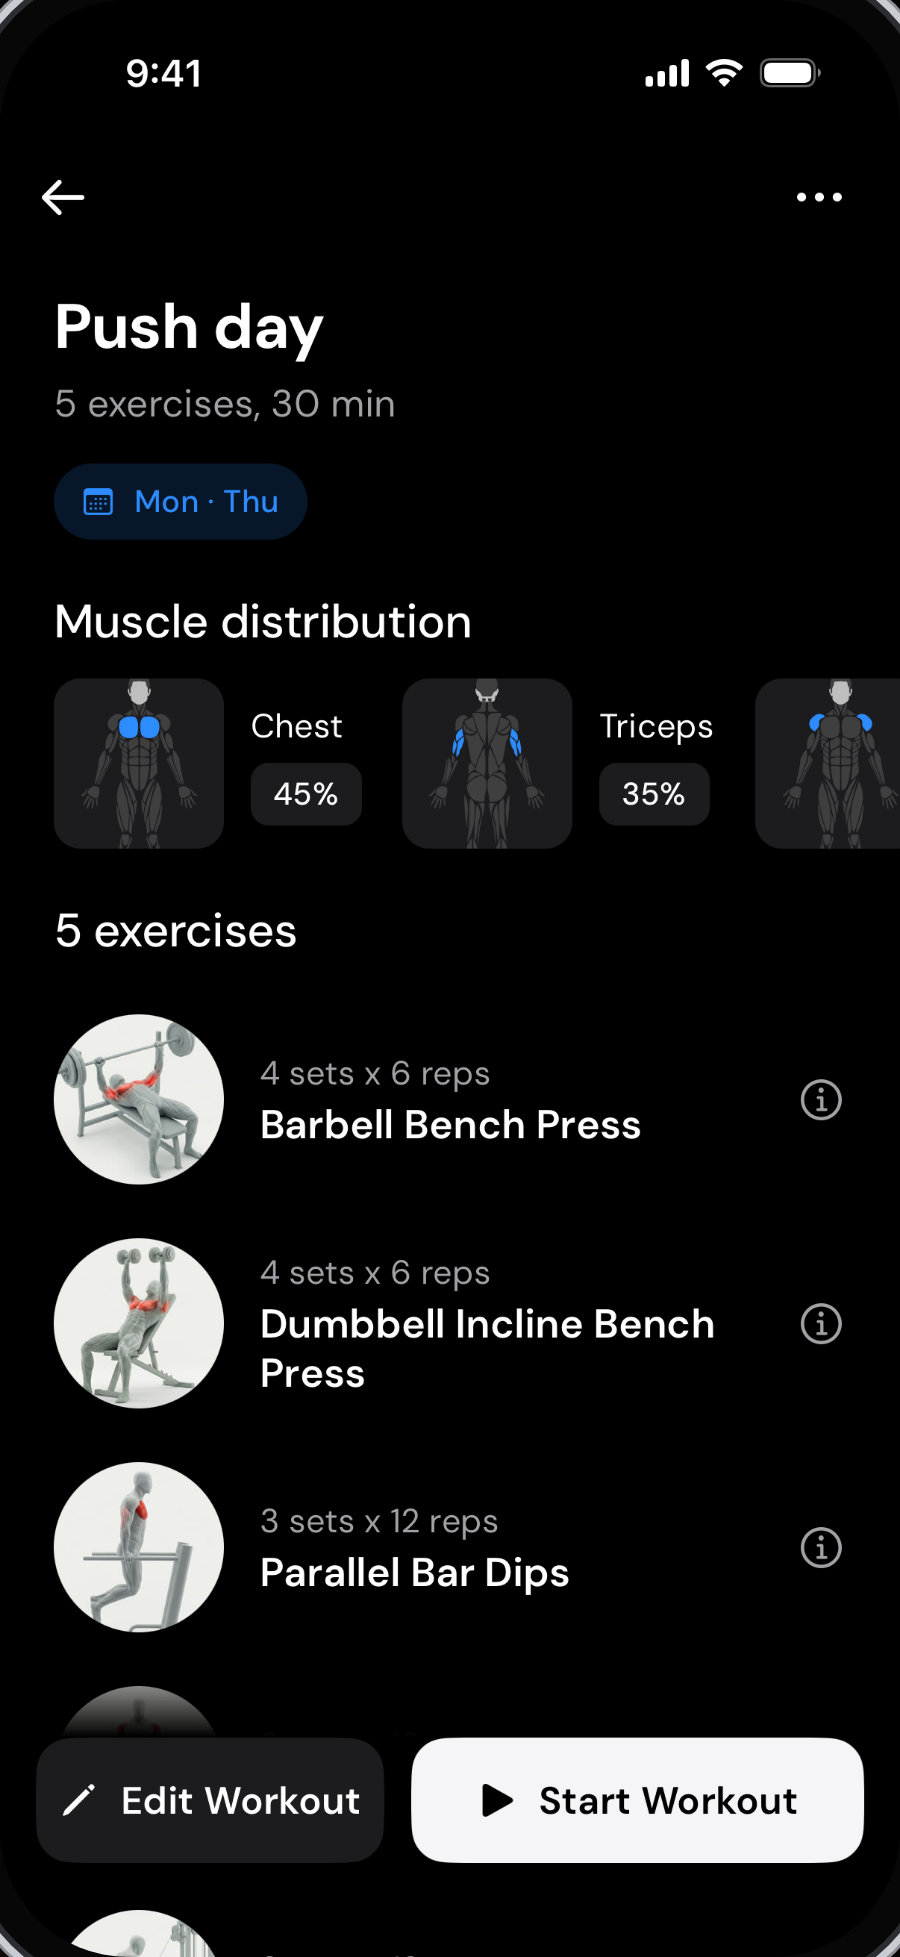 9:41
Push day
5 exercises, 30 min
Mon · Thu
Muscle distribution
Chest
45%
Triceps
35%
5 exercises
4 sets x 6 reps
Barbell Bench Press
4 sets x 6 reps
Dumbbell Incline Bench
Press
3 sets x 12 reps
Parallel Bar Dips
Edit Workout
Start Workout